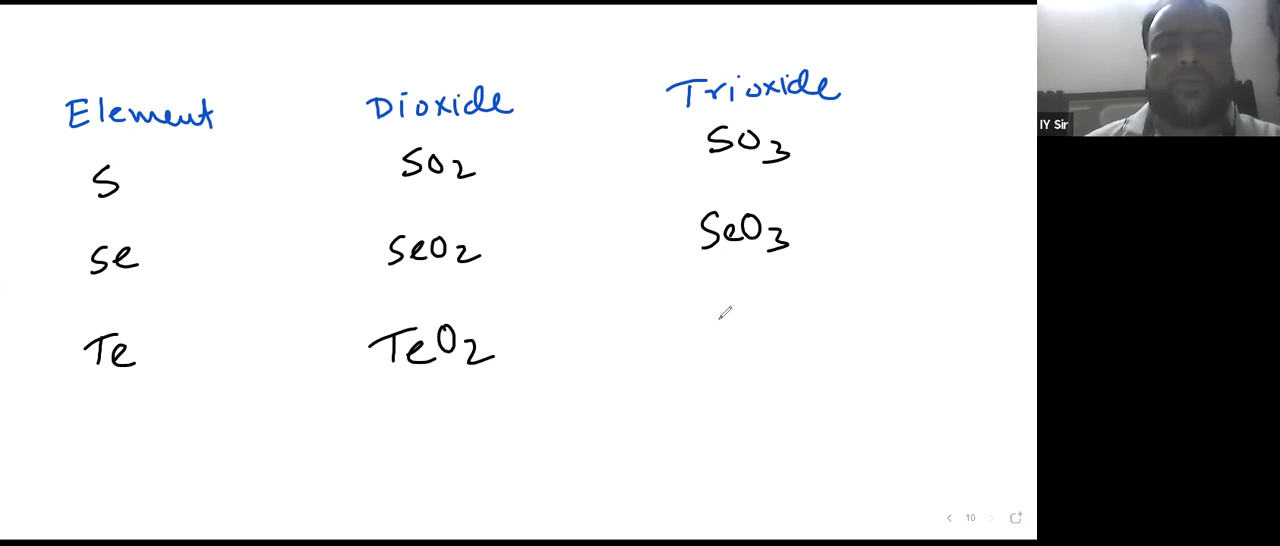 Element Dioxide Trioxide
S SO2 SO3
Se SeO2 SeO3
Te TeO2
IY Sir
10